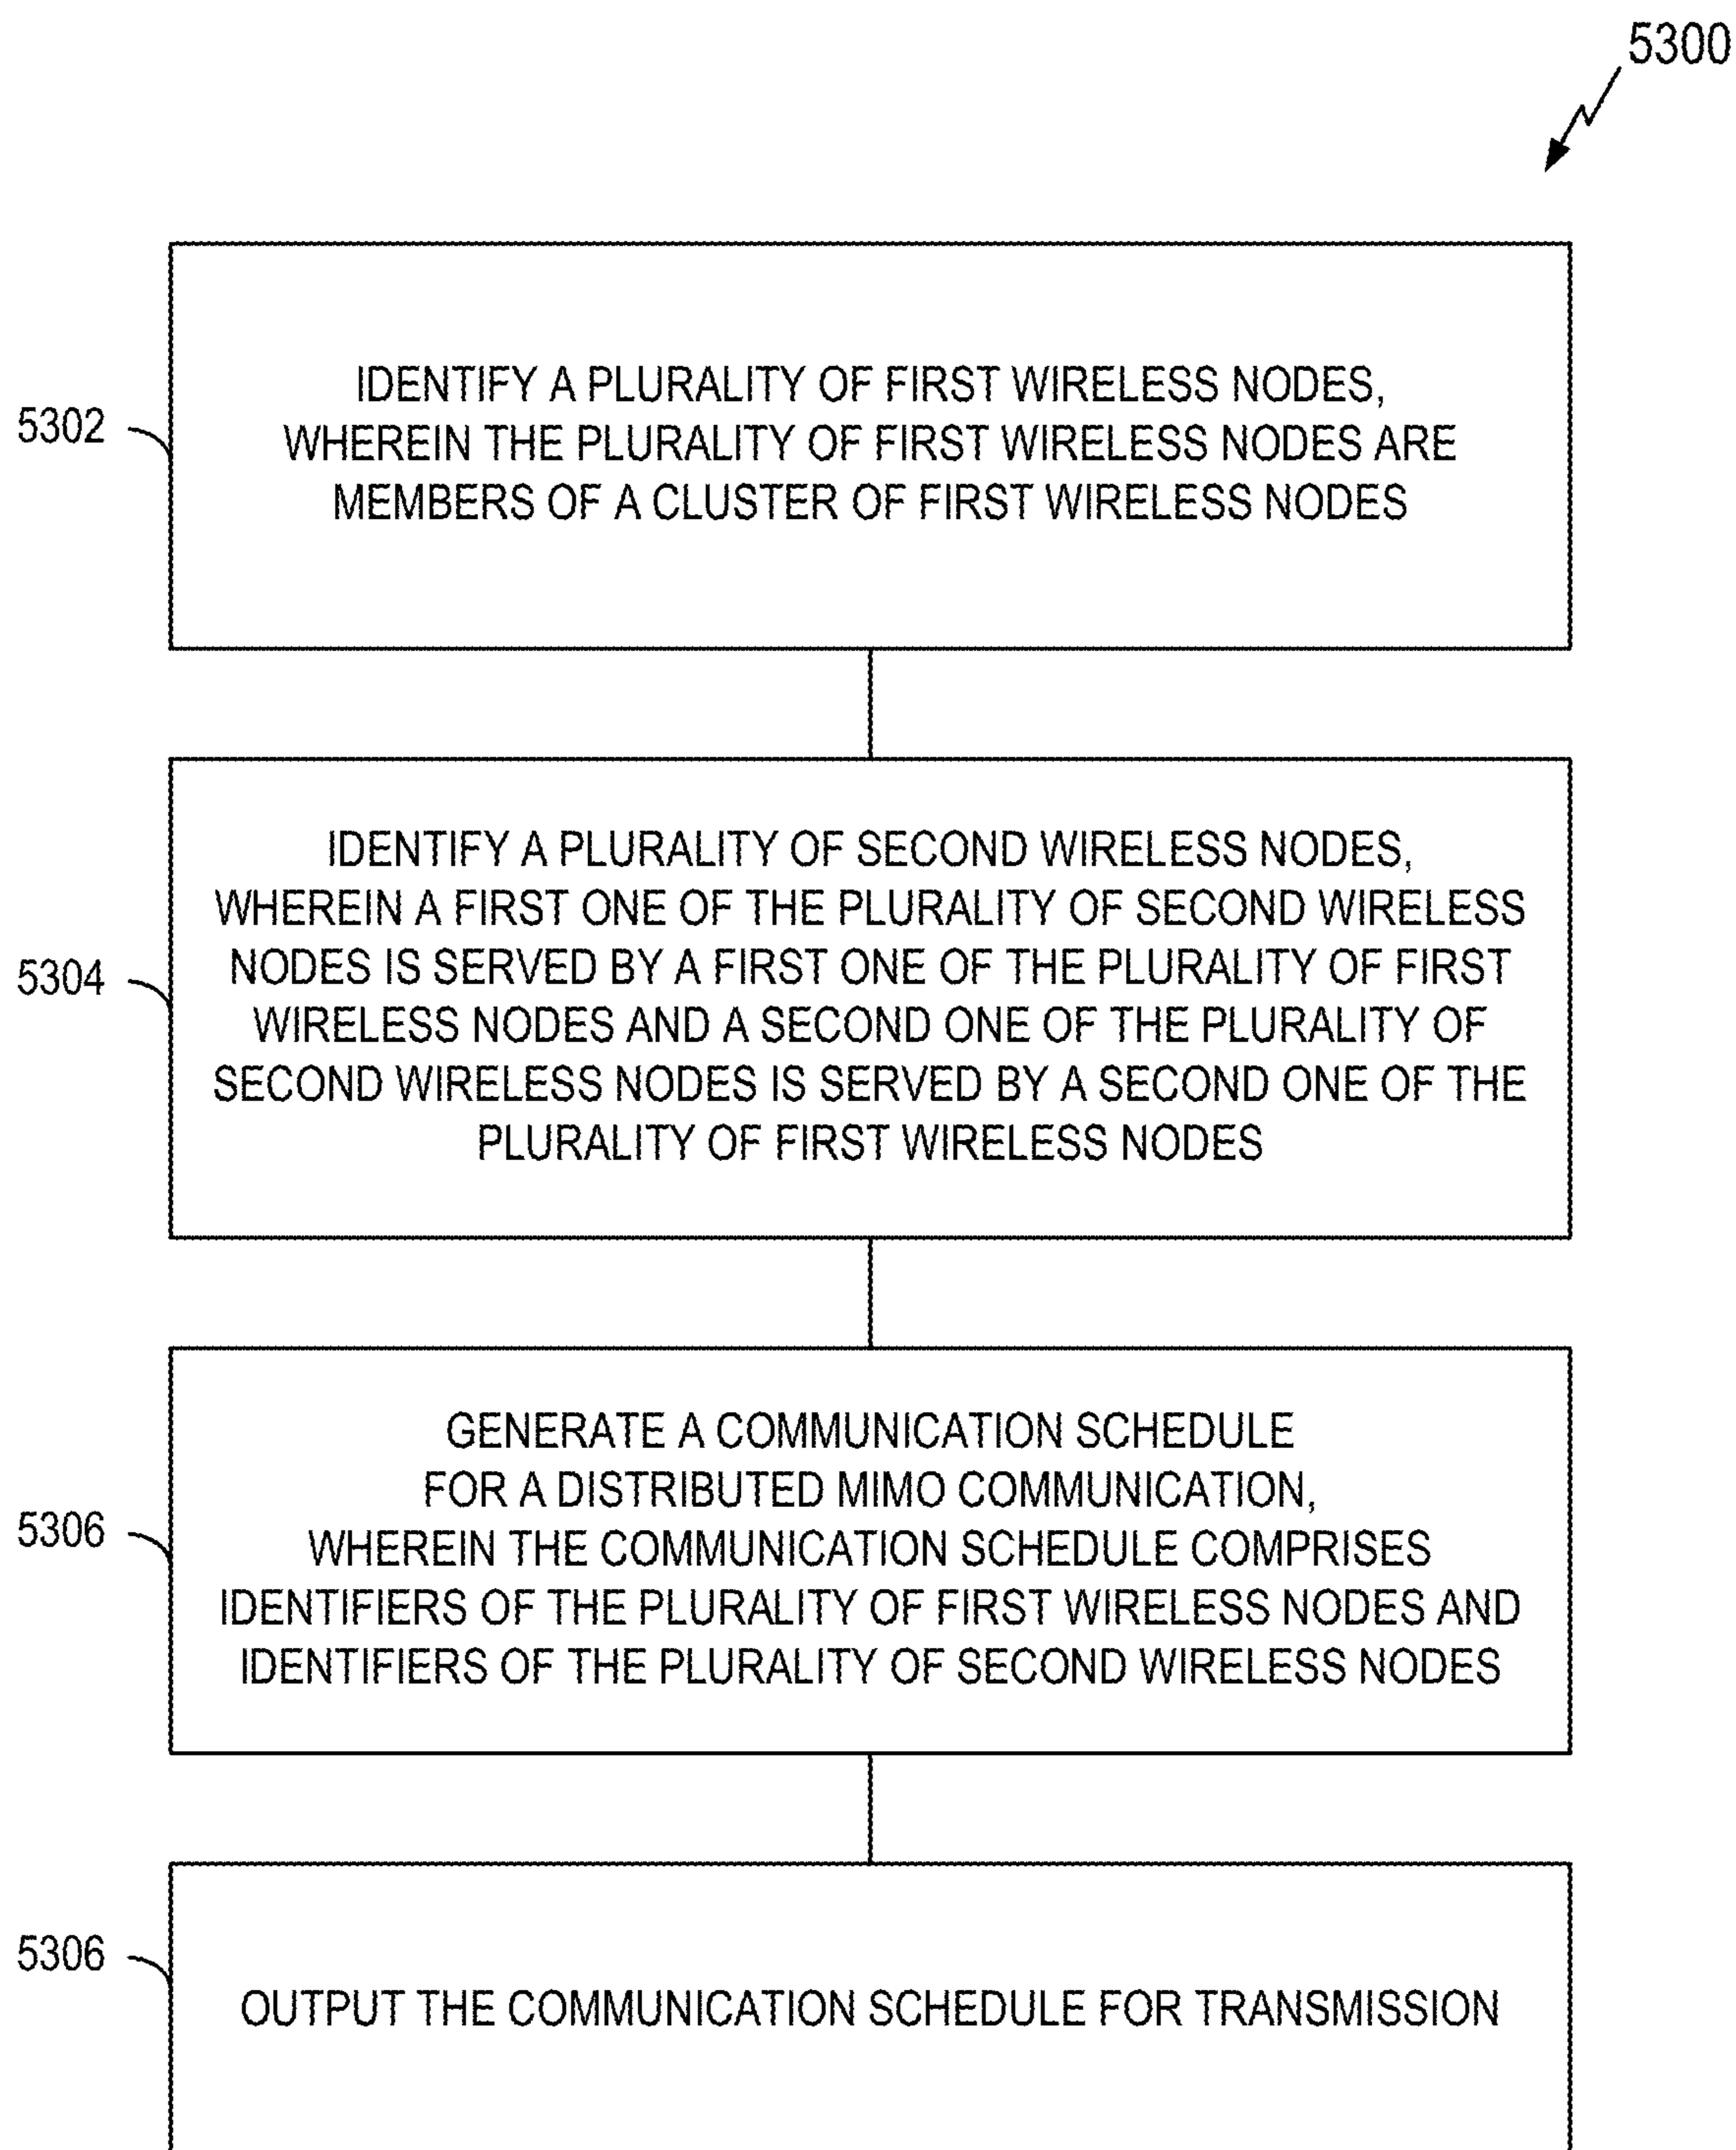 5300
5302
IDENTIFY A PLURALITY OF FIRST WIRELESS NODES,
WHEREIN THE PLURALITY OF FIRST WIRELESS NODES ARE
MEMBERS OF A CLUSTER OF FIRST WIRELESS NODES
5304
IDENTIFY A PLURALITY OF SECOND WIRELESS NODES,
WHEREIN A FIRST ONE OF THE PLURALITY OF SECOND WIRELESS
NODES IS SERVED BY A FIRST ONE OF THE PLURALITY OF FIRST
WIRELESS NODES AND A SECOND ONE OF THE PLURALITY OF
SECOND WIRELESS NODES IS SERVED BY A SECOND ONE OF THE
PLURALITY OF FIRST WIRELESS NODES
5306
GENERATE A COMMUNICATION SCHEDULE
FOR A DISTRIBUTED MIMO COMMUNICATION,
WHEREIN THE COMMUNICATION SCHEDULE COMPRISES
IDENTIFIERS OF THE PLURALITY OF FIRST WIRELESS NODES AND
IDENTIFIERS OF THE PLURALITY OF SECOND WIRELESS NODES
5306
OUTPUT THE COMMUNICATION SCHEDULE FOR TRANSMISSION